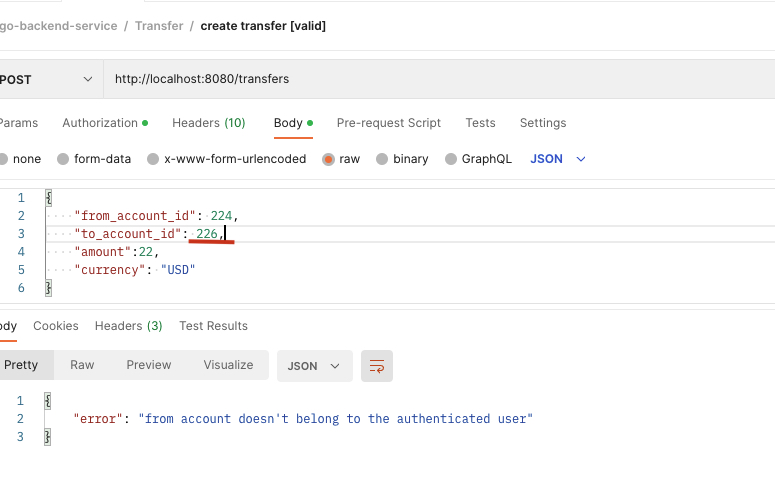 go-backend-service / Transfer / create transfer [valid]
POST http://localhost:8080/transfers
Params Authorization Headers (10) Body Pre-request Script Tests Settings
none form-data x-www-form-urlencoded raw binary GraphQL JSON
1 {
2 "from_account_id": 224,
3 "to_account_id": 226,
4 "amount":22,
5 "currency": "USD"
6 }
ody Cookies Headers (3) Test Results
Pretty Raw Preview Visualize JSON
1 {
2 "error": "from account doesn't belong to the authenticated user"
3 }